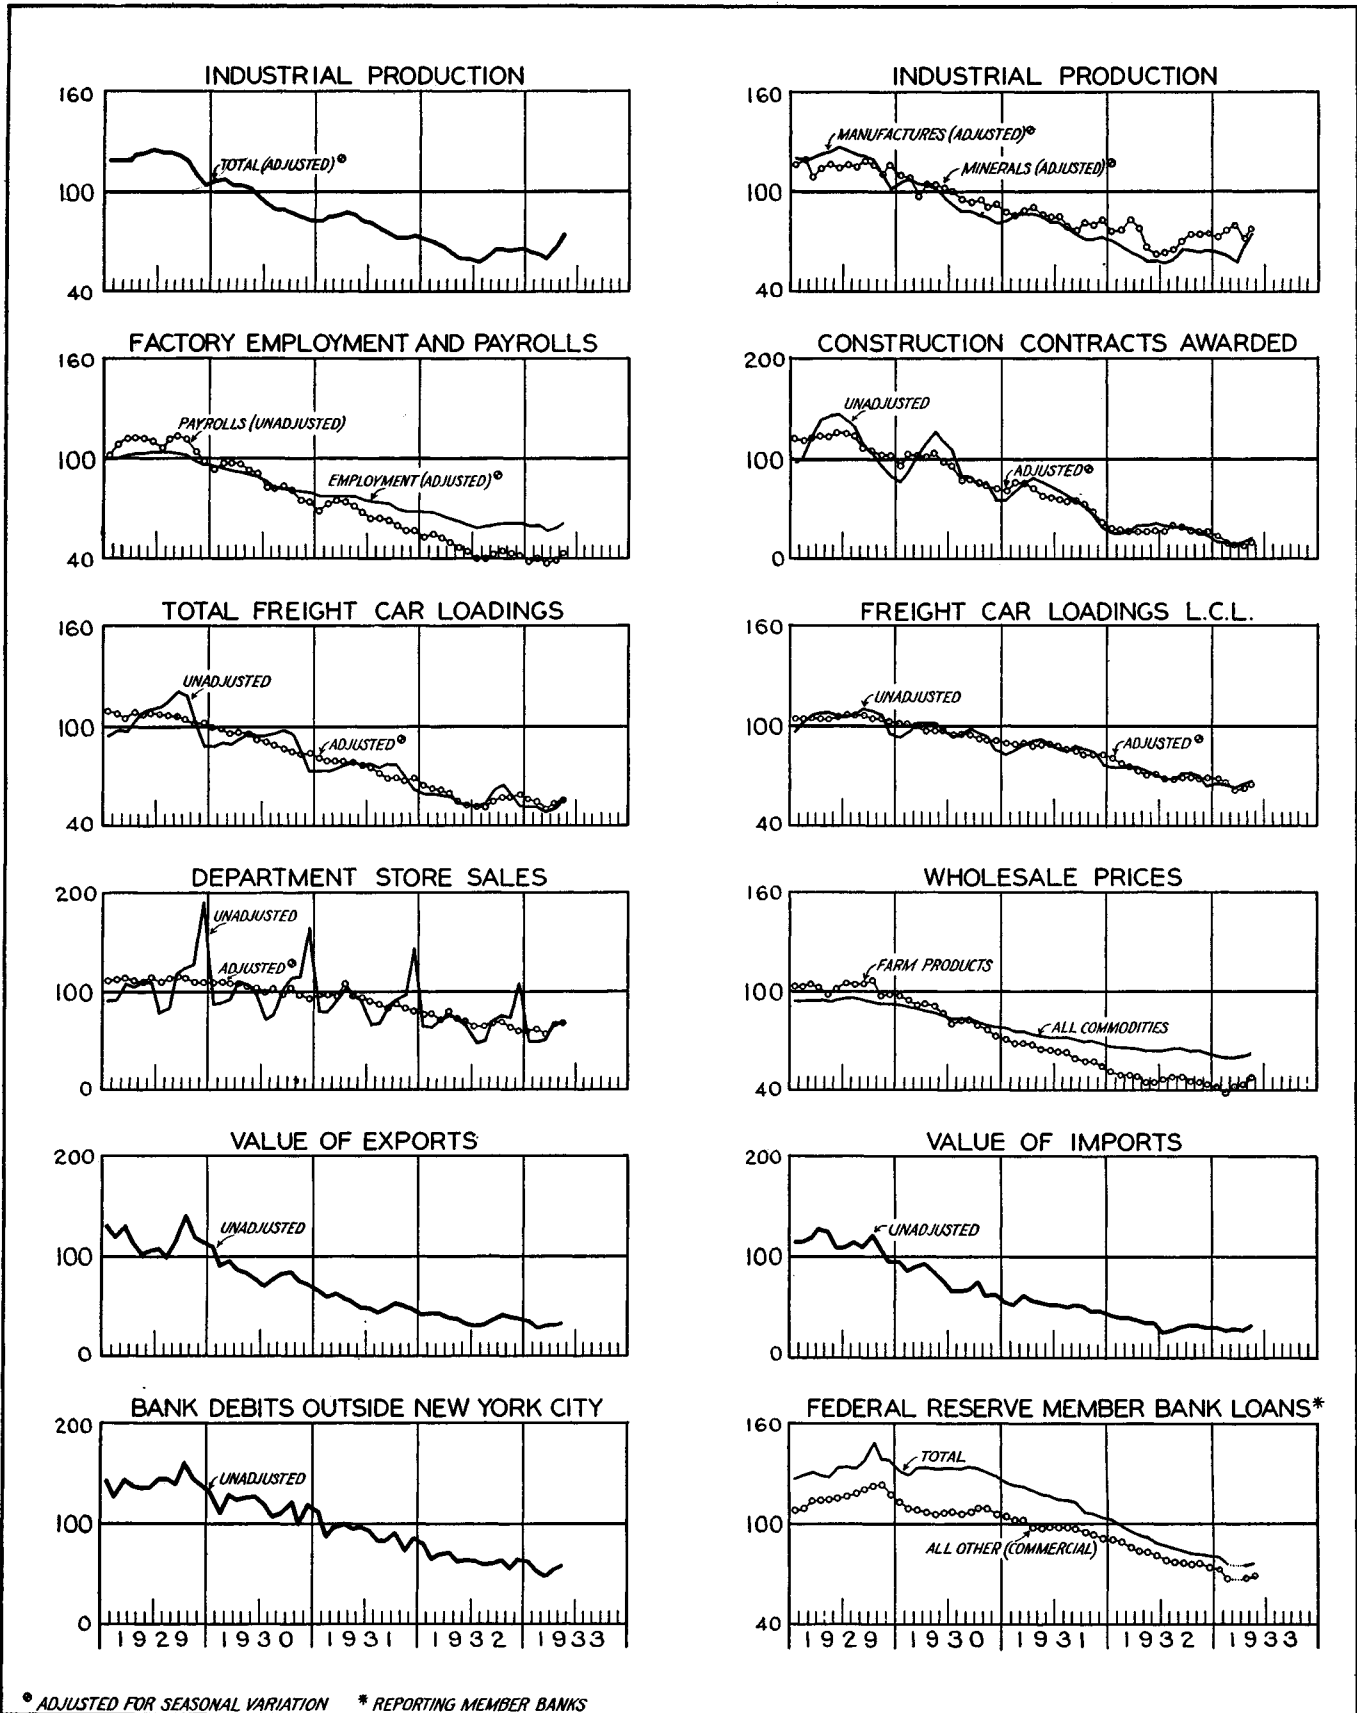 INDUSTRIAL PRODUCTION
160
100
40
TOTAL (ADJUSTED)⊘
INDUSTRIAL PRODUCTION
160
100
40
MANUFACTURES (ADJUSTED)⊘
MINERALS (ADJUSTED)⊘
FACTORY EMPLOYMENT AND PAYROLLS
160
100
40
PAYROLLS (UNADJUSTED)
EMPLOYMENT (ADJUSTED)⊘
CONSTRUCTION CONTRACTS AWARDED
200
100
0
UNADJUSTED
ADJUSTED⊘
TOTAL FREIGHT CAR LOADINGS
160
100
40
UNADJUSTED
ADJUSTED⊘
FREIGHT CAR LOADINGS L.C.L.
160
100
40
UNADJUSTED
ADJUSTED⊘
DEPARTMENT STORE SALES
200
100
0
UNADJUSTED
ADJUSTED⊘
WHOLESALE PRICES
160
100
40
FARM PRODUCTS
ALL COMMODITIES
VALUE OF EXPORTS
200
100
0
UNADJUSTED
VALUE OF IMPORTS
200
100
0
UNADJUSTED
BANK DEBITS OUTSIDE NEW YORK CITY
200
100
0
UNADJUSTED
1929 1930 1931 1932 1933
FEDERAL RESERVE MEMBER BANK LOANS*
160
100
40
TOTAL
ALL OTHER (COMMERCIAL)
1929 1930 1931 1932 1933
⊘ ADJUSTED FOR SEASONAL VARIATION * REPORTING MEMBER BANKS